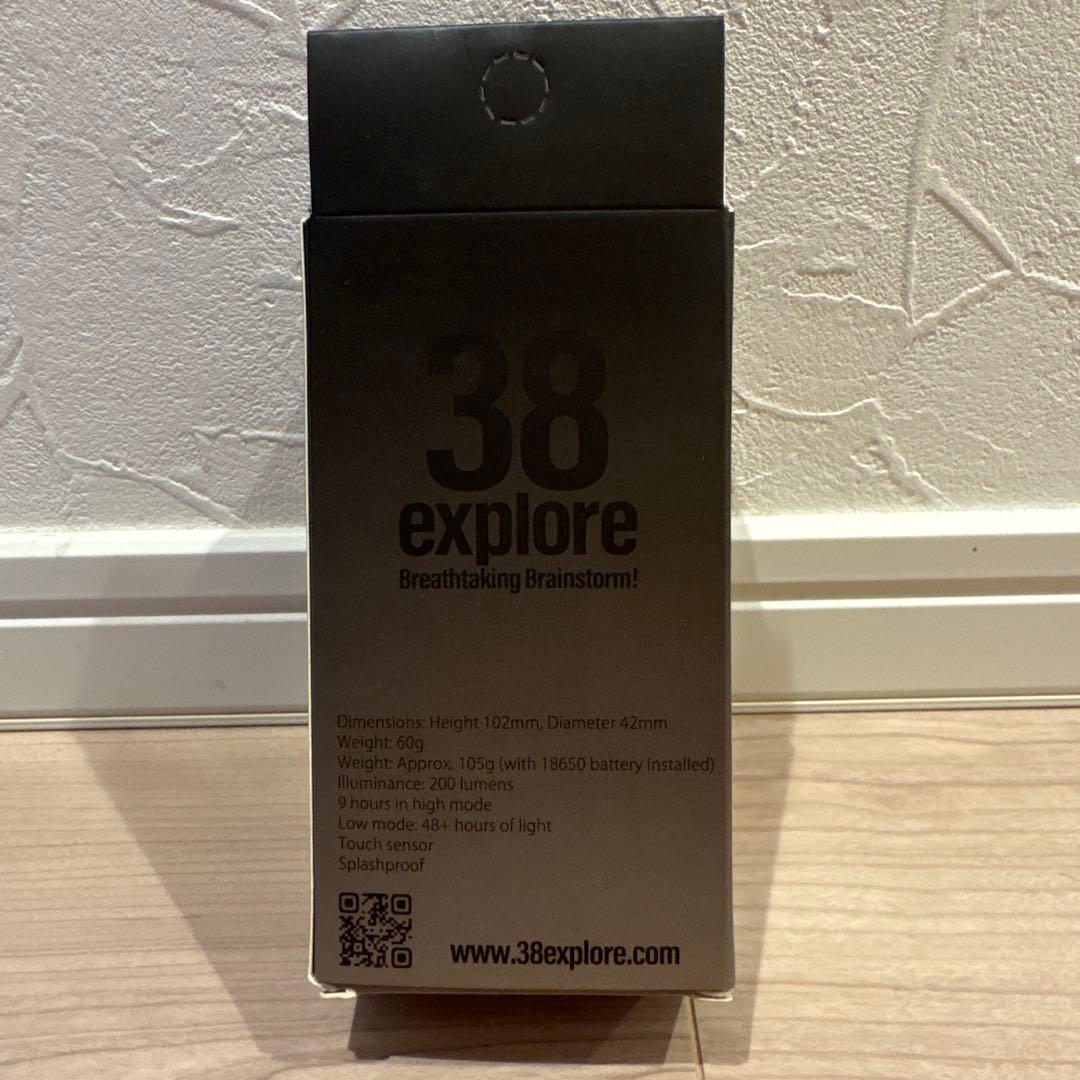 38
explore
Breathtaking Brainstorm!
Dimensions: Height 102mm, Diameter 42mm
Weight: 60g
Weight: Approx. 105g (with 18650 battery installed)
Illuminance: 200 lumens
9 hours in high mode
Low mode: 48+ hours of light
Touch sensor
Splashproof
www.38explore.com